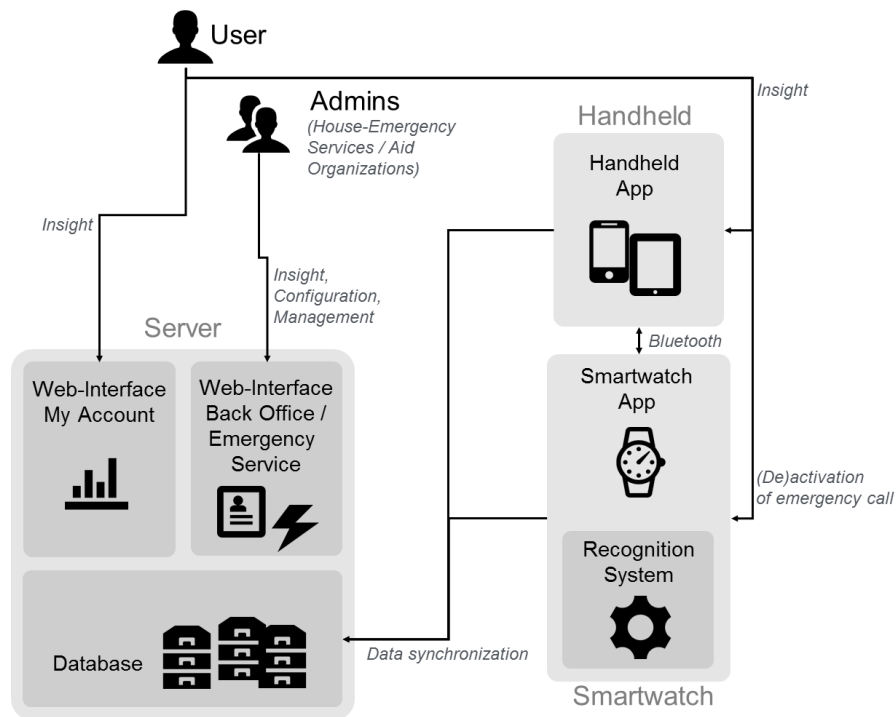 User
Admins
(House-Emergency
Services / Aid
Organizations)
Insight
Handheld
Handheld
App
Insight
Insight,
Configuration,
Management
Server
Bluetooth
Web-Interface
My Account
Web-Interface
Back Office /
Emergency
Service
Smartwatch
App
(De)activation
of emergency call
Recognition
System
Database
Data synchronization
Smartwatch